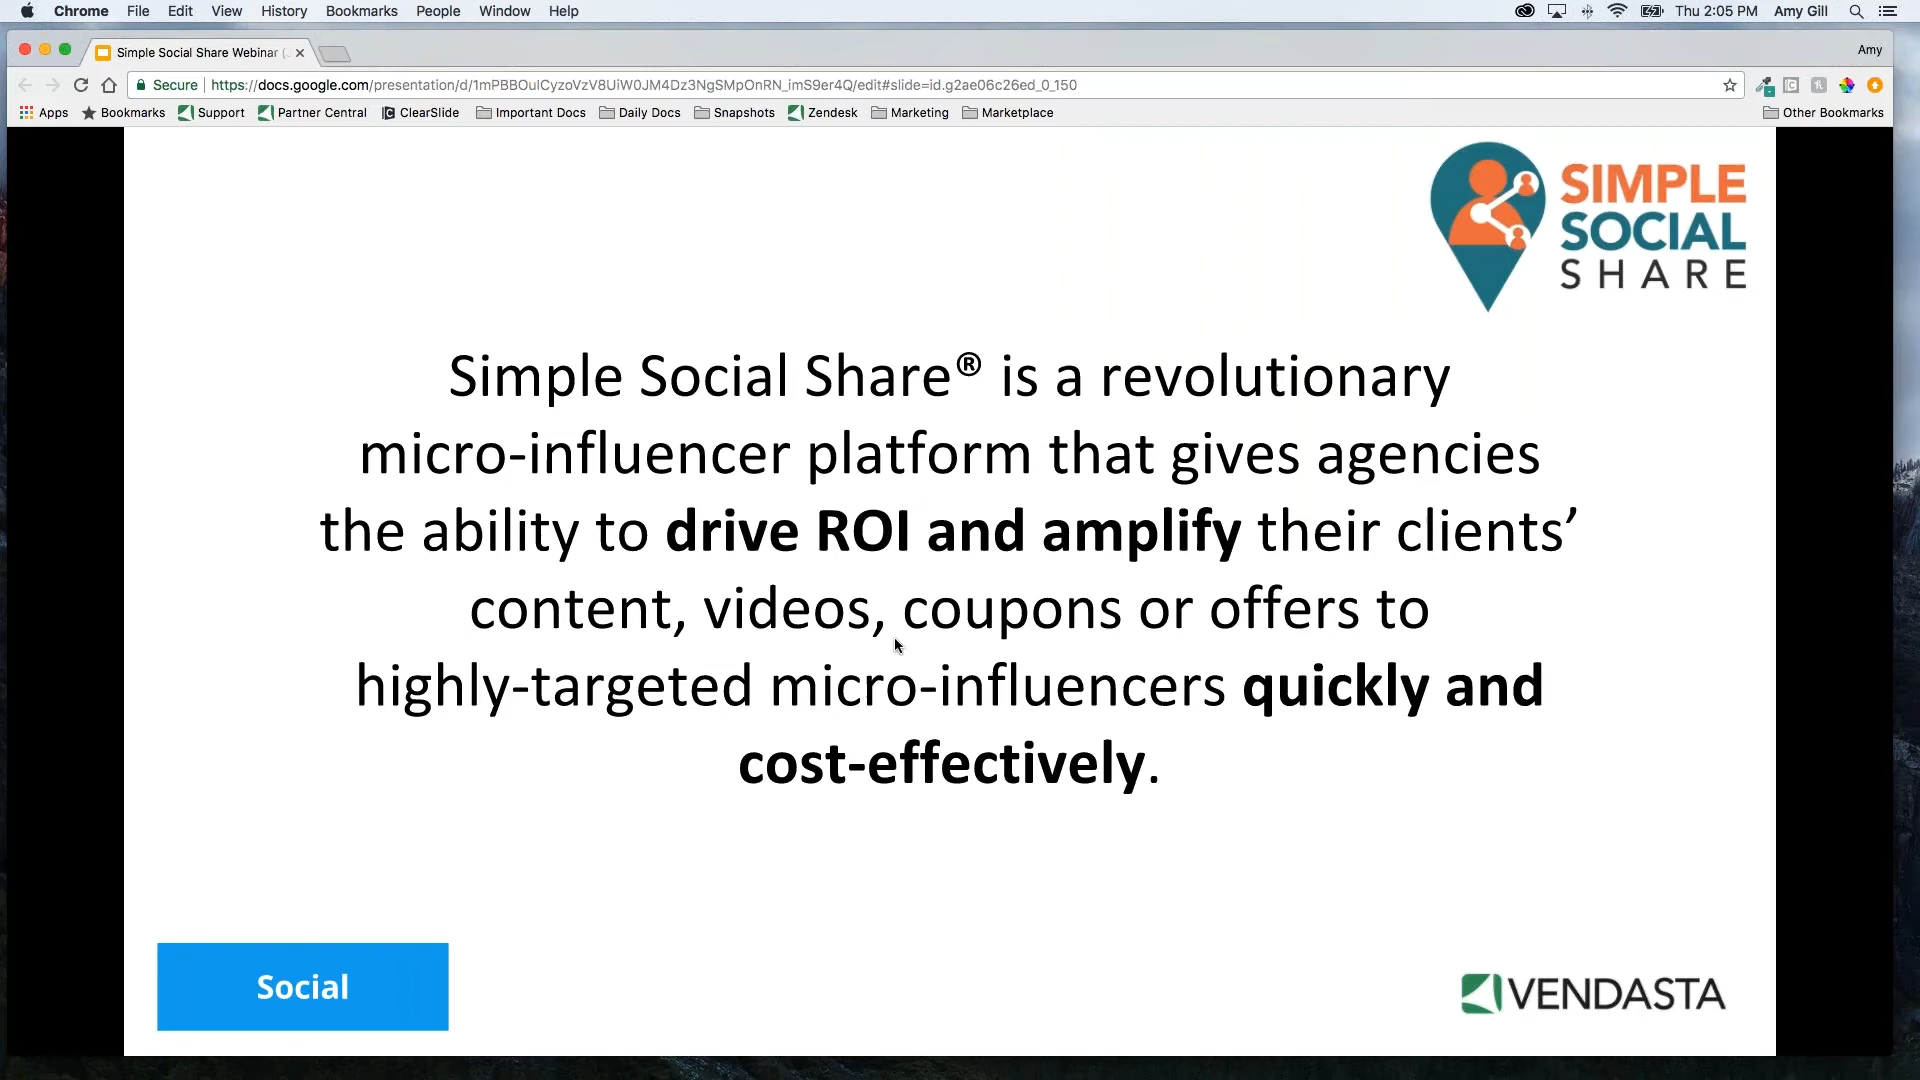 Chrome File Edit View History Bookmarks People Window Help Thu 2:05 PM Amy Gill
Simple Social Share Webinar ( Amy
Secure https://docs.google.com/presentation/d/1mPBBOulCyzoVzV8UiW0JM4Dz3NgSMpOnRN_imS9er4Q/edit#slide=id.g2ae06c26ed_0_150
Apps Bookmarks Support Partner Central ClearSlide Important Docs Daily Docs Snapshots Zendesk Marketing Marketplace Other Bookmarks
SIMPLE
SOCIAL
SHARE
Simple Social Share® is a revolutionary
micro-influencer platform that gives agencies
the ability to drive ROI and amplify their clients’
content, videos, coupons or offers to
highly-targeted micro-influencers quickly and
cost-effectively.
Social
VENDASTA